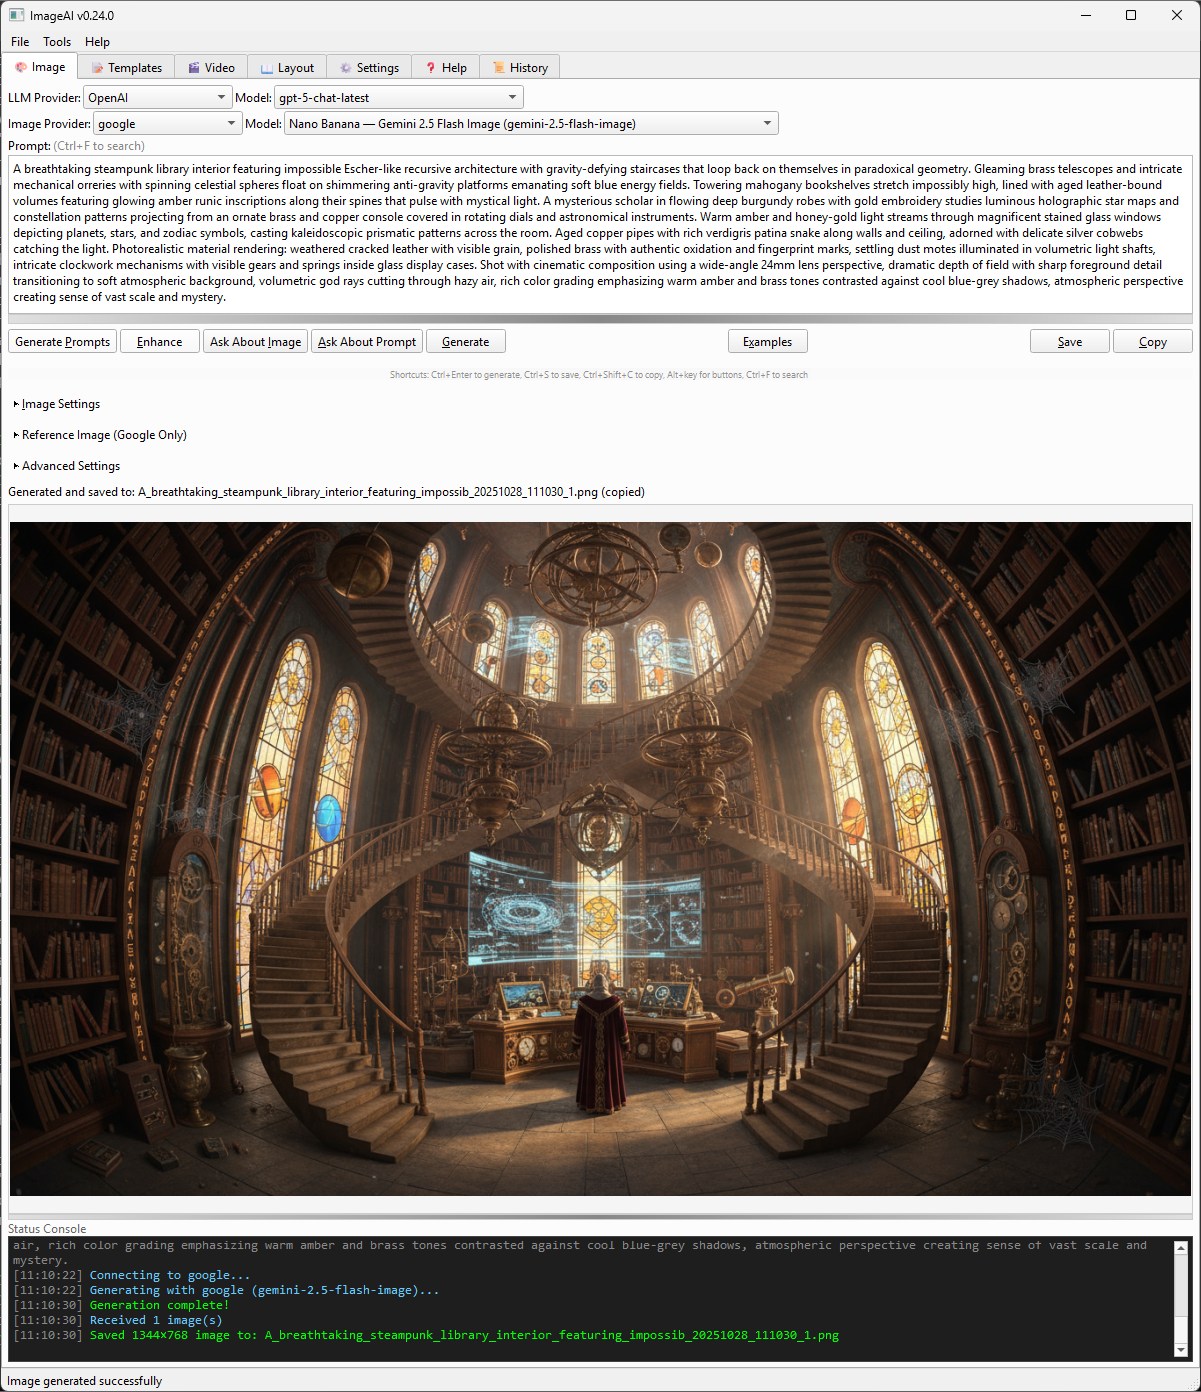 ImageAI v0.24.0
File Tools Help
Image Templates Video Layout Settings Help History
LLM Provider: OpenAI Model: gpt-5-chat-latest
Image Provider: google Model: Nano Banana — Gemini 2.5 Flash Image (gemini-2.5-flash-image)
Prompt: (Ctrl+F to search)
A breathtaking steampunk library interior featuring impossible Escher-like recursive architecture with gravity-defying staircases that loop back on themselves in paradoxical geometry. Gleaming brass telescopes and intricate
mechanical orreries with spinning celestial spheres float on shimmering anti-gravity platforms emanating soft blue energy fields. Towering mahogany bookshelves stretch impossibly high, lined with aged leather-bound
volumes featuring glowing amber runic inscriptions along their spines that pulse with mystical light. A mysterious scholar in flowing deep burgundy robes with gold embroidery studies luminous holographic star maps and
constellation patterns projecting from an ornate brass and copper console covered in rotating dials and astronomical instruments. Warm amber and honey-gold light streams through magnificent stained glass windows
depicting planets, stars, and zodiac symbols, casting kaleidoscopic prismatic patterns across the room. Aged copper pipes with rich verdigris patina snake along walls and ceiling, adorned with delicate silver cobwebs
catching the light. Photorealistic material rendering: weathered cracked leather with visible grain, polished brass with authentic oxidation and fingerprint marks, settling dust motes illuminated in volumetric light shafts,
intricate clockwork mechanisms with visible gears and springs inside glass display cases. Shot with cinematic composition using a wide-angle 24mm lens perspective, dramatic depth of field with sharp foreground detail
transitioning to soft atmospheric background, volumetric god rays cutting through hazy air, rich color grading emphasizing warm amber and brass tones contrasted against cool blue-grey shadows, atmospheric perspective
creating sense of vast scale and mystery.
Generate Prompts Enhance Ask About Image Ask About Prompt Generate Examples Save Copy
Shortcuts: Ctrl+Enter to generate, Ctrl+S to save, Ctrl+Shift+C to copy, Alt+key for buttons, Ctrl+F to search
Image Settings
Reference Image (Google Only)
Advanced Settings
Generated and saved to: A_breathtaking_steampunk_library_interior_featuring_impossib_20251028_111030_1.png (copied)
Status Console
air, rich color grading emphasizing warm amber and brass tones contrasted against cool blue-grey shadows, atmospheric perspective creating sense of vast scale and
mystery.
[11:10:22] Connecting to google...
[11:10:22] Generating with google (gemini-2.5-flash-image)...
[11:10:30] Generation complete!
[11:10:30] Received 1 image(s)
[11:10:30] Saved 1344×768 image to: A_breathtaking_steampunk_library_interior_featuring_impossib_20251028_111030_1.png
Image generated successfully